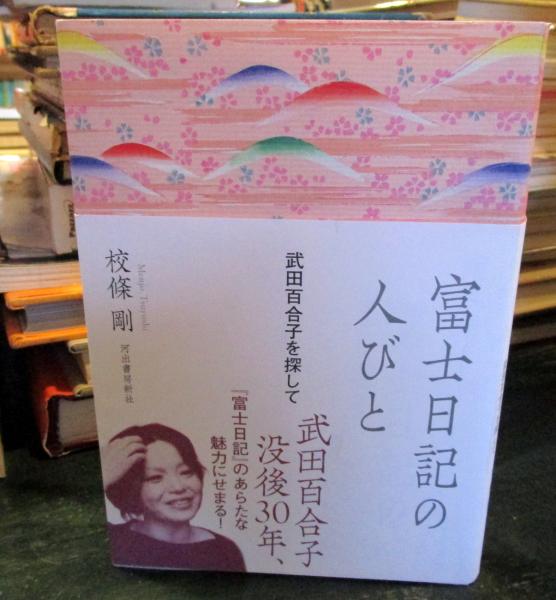 富士日記の
人びと
武田百合子を探して
校條 剛
Menjo Tsuyoshi
河出書房新社
武田百合子
没後30年、
『富士日記』のあらたな
魅力にせまる!